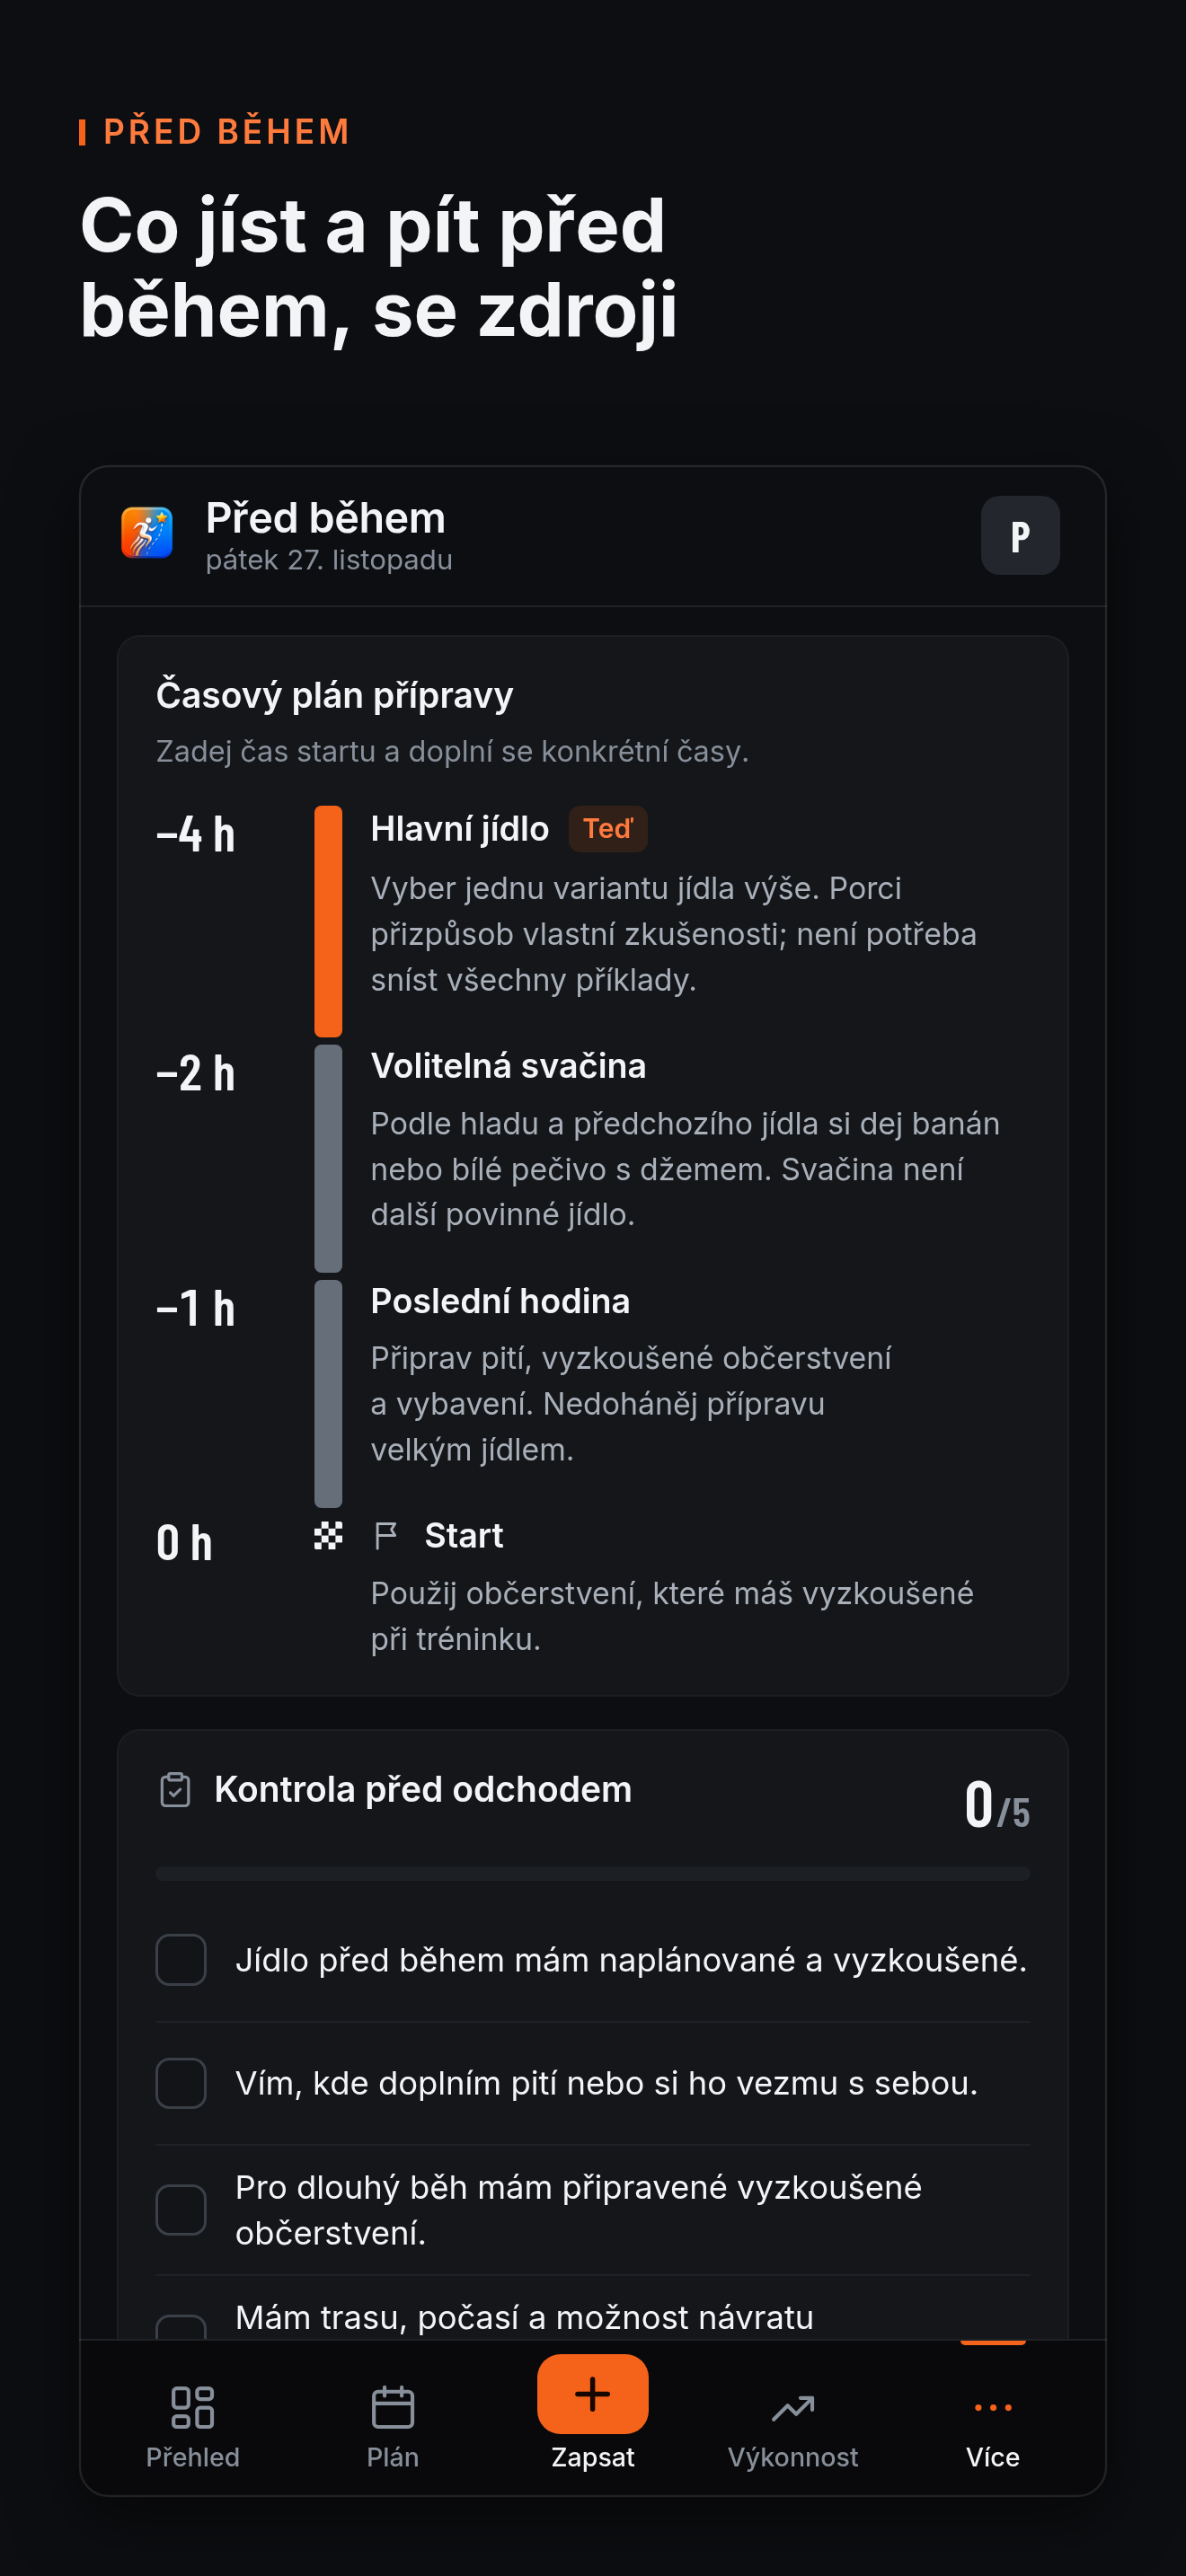 PŘED BĚHEM
Co jíst a pít před
během, se zdroji
Před během
pátek 27. listopadu
P
Časový plán přípravy
Zadej čas startu a doplní se konkrétní časy.
–4 h
Hlavní jídlo
Teď
Vyber jednu variantu jídla výše. Porci
přizpůsob vlastní zkušenosti; není potřeba
sníst všechny příklady.
–2 h
Volitelná svačina
Podle hladu a předchozího jídla si dej banán
nebo bílé pečivo s džemem. Svačina není
další povinné jídlo.
–1 h
Poslední hodina
Připrav pití, vyzkoušené občerstvení
a vybavení. Nedoháněj přípravu
velkým jídlem.
0 h
Start
Použij občerstvení, které máš vyzkoušené
při tréninku.
Kontrola před odchodem
0/5
Jídlo před během mám naplánované a vyzkoušené.
Vím, kde doplním pití nebo si ho vezmu s sebou.
Pro dlouhý běh mám připravené vyzkoušené
občerstvení.
Mám trasu, počasí a možnost návratu
Přehled
Plán
Zapsat
Výkonnost
Více